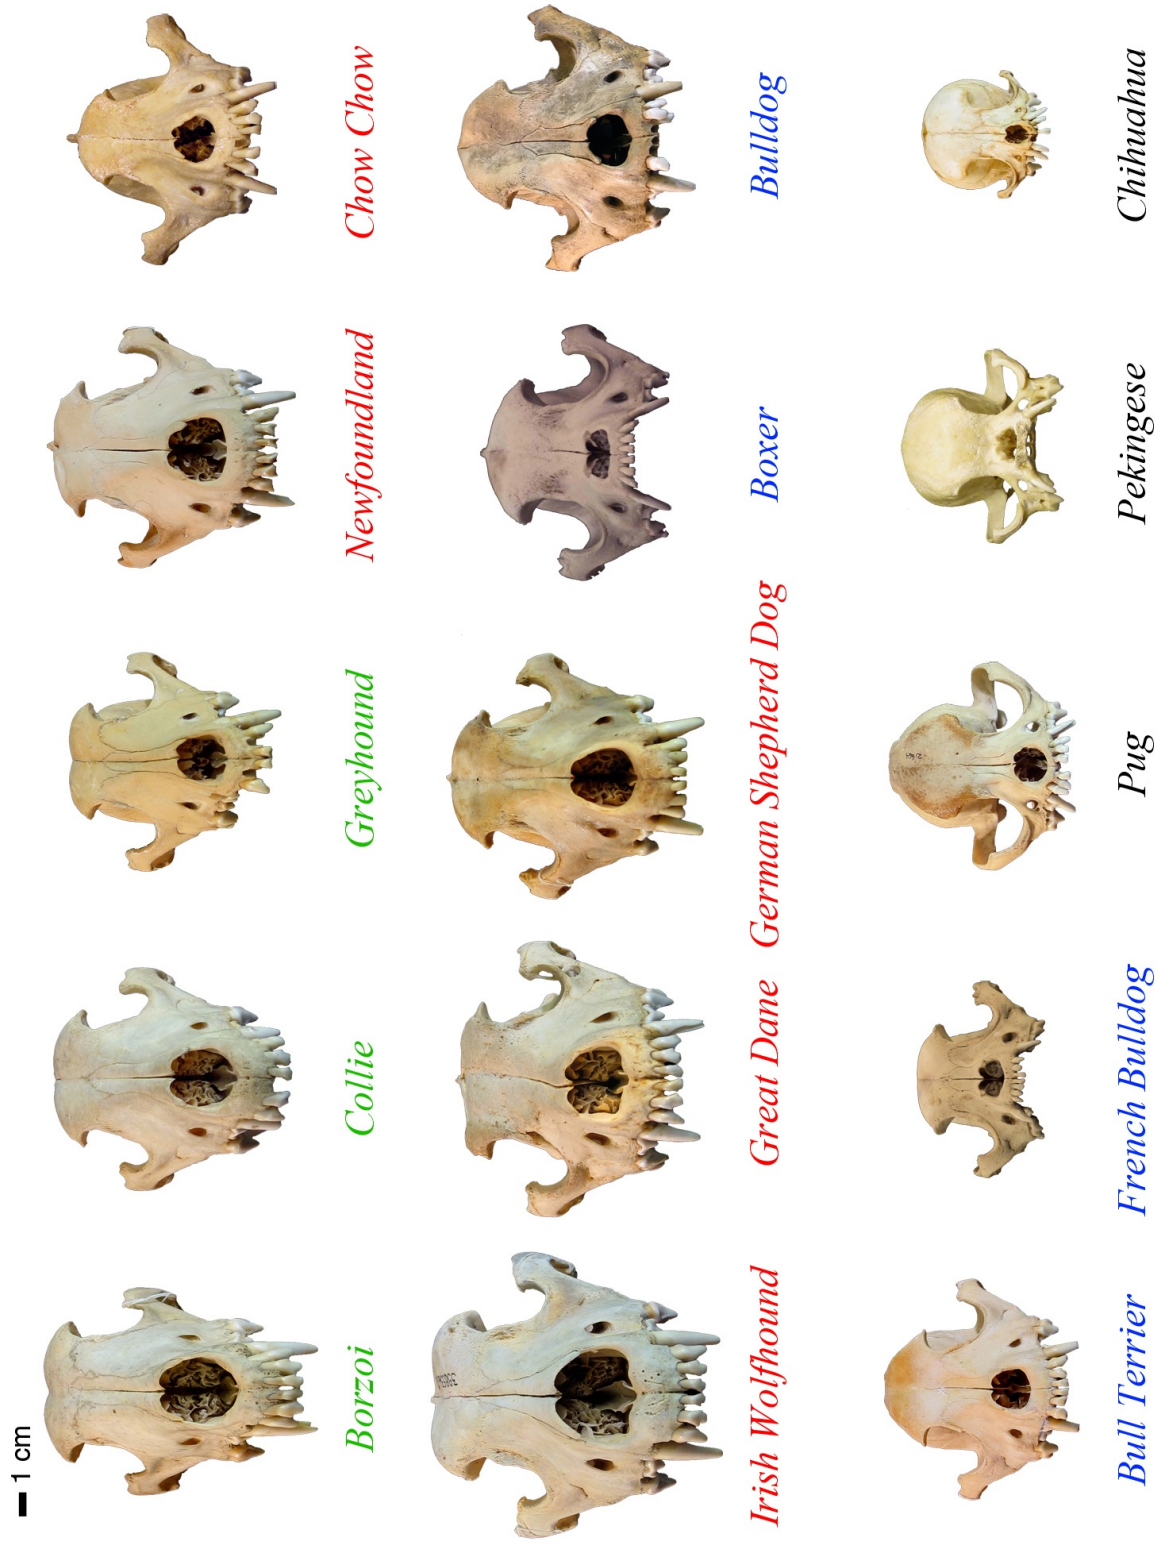 1 cm
Borzoi
Collie
Greyhound
Newfoundland
Chow Chow
Irish Wolfhound
Great Dane
German Shepherd Dog
Boxer
Bulldog
Bull Terrier
French Bulldog
Pug
Pekingese
Chihuahua